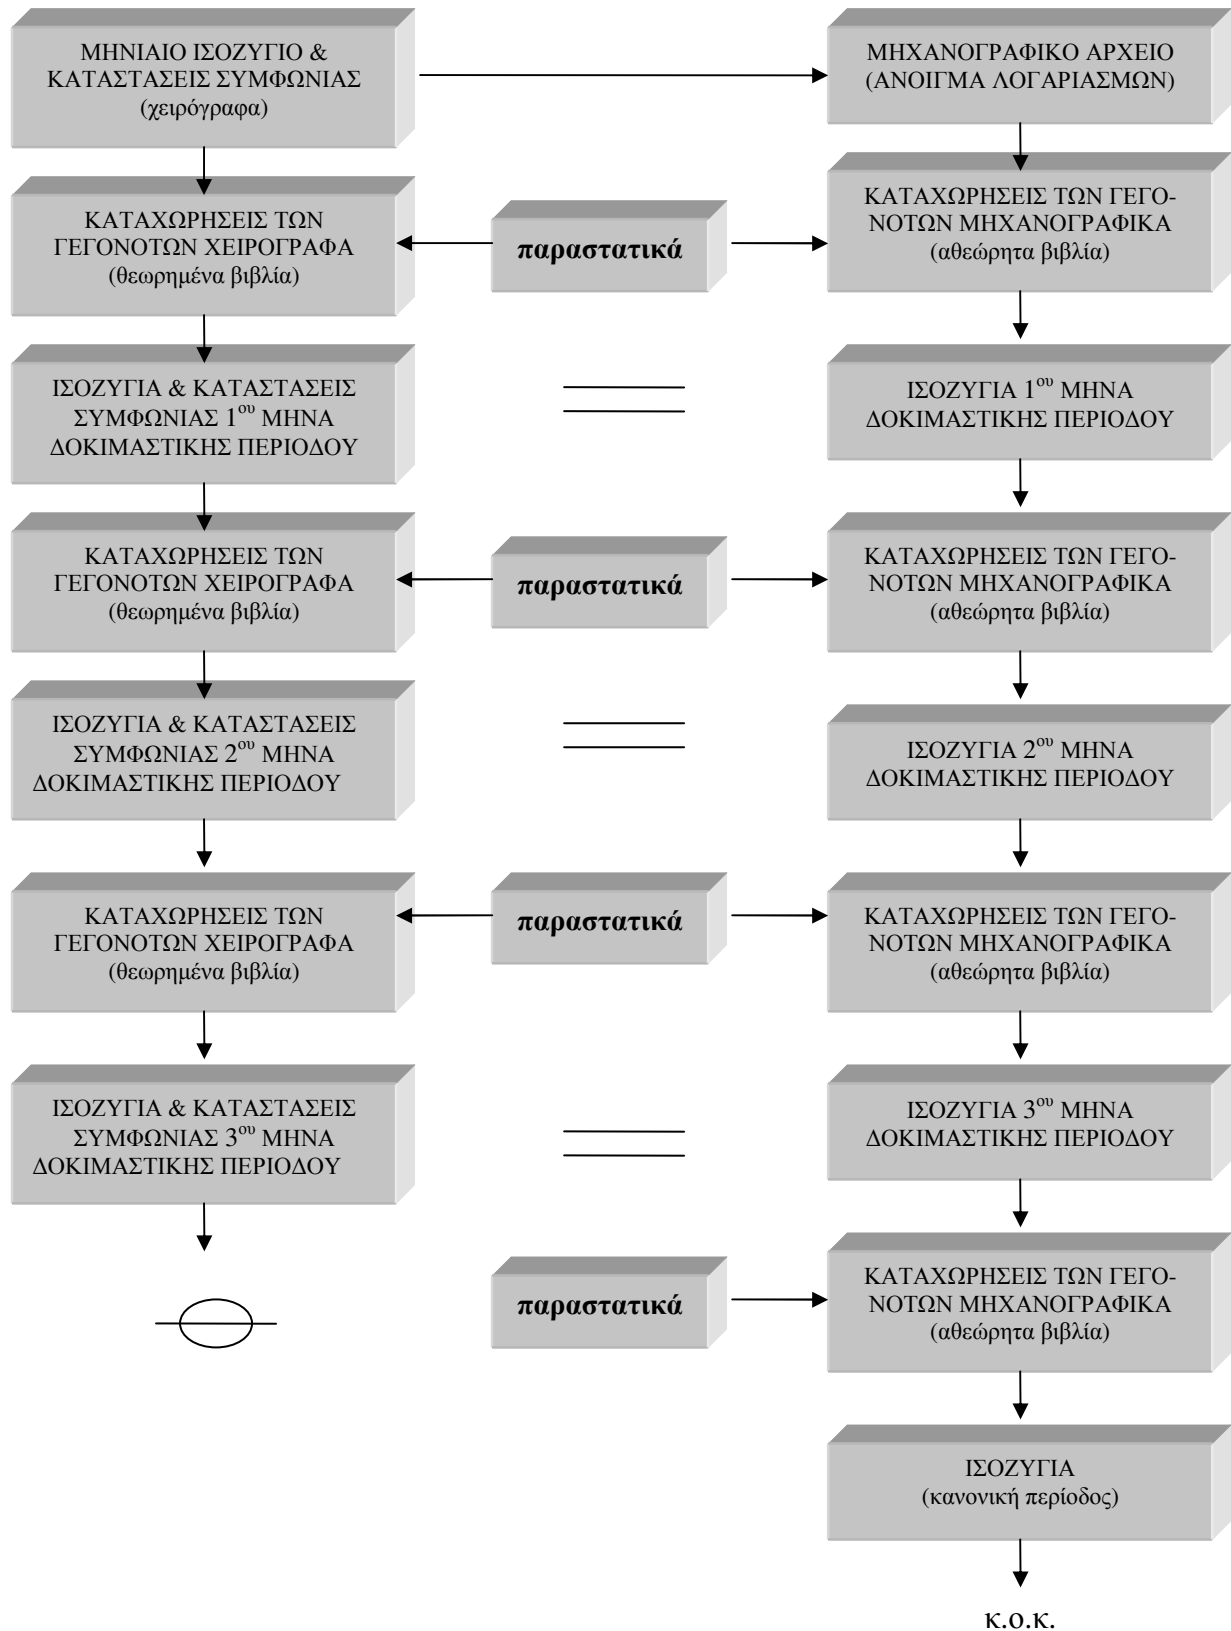 ΜΗΝΙΑΙΟ ΙΣΟΖΥΓΙΟ &
ΚΑΤΑΣΤΑΣΕΙΣ ΣΥΜΦΩΝΙΑΣ
(χειρόγραφα)
ΜΗΧΑΝΟΓΡΑΦΙΚΟ ΑΡΧΕΙΟ
(ΑΝΟΙΓΜΑ ΛΟΓΑΡΙΑΣΜΩΝ)
ΚΑΤΑΧΩΡΗΣΕΙΣ ΤΩΝ
ΓΕΓΟΝΟΤΩΝ ΧΕΙΡΟΓΡΑΦΑ
(θεωρημένα βιβλία)
παραστατικά
ΚΑΤΑΧΩΡΗΣΕΙΣ ΤΩΝ ΓΕΓΟ-
ΝΟΤΩΝ ΜΗΧΑΝΟΓΡΑΦΙΚΑ
(αθεώρητα βιβλία)
ΙΣΟΖΥΓΙΑ & ΚΑΤΑΣΤΑΣΕΙΣ
ΣΥΜΦΩΝΙΑΣ 1ου ΜΗΝΑ
ΔΟΚΙΜΑΣΤΙΚΗΣ ΠΕΡΙΟΔΟΥ
ΙΣΟΖΥΓΙΑ 1ου ΜΗΝΑ
ΔΟΚΙΜΑΣΤΙΚΗΣ ΠΕΡΙΟΔΟΥ
ΚΑΤΑΧΩΡΗΣΕΙΣ ΤΩΝ
ΓΕΓΟΝΟΤΩΝ ΧΕΙΡΟΓΡΑΦΑ
(θεωρημένα βιβλία)
παραστατικά
ΚΑΤΑΧΩΡΗΣΕΙΣ ΤΩΝ ΓΕΓΟ-
ΝΟΤΩΝ ΜΗΧΑΝΟΓΡΑΦΙΚΑ
(αθεώρητα βιβλία)
ΙΣΟΖΥΓΙΑ & ΚΑΤΑΣΤΑΣΕΙΣ
ΣΥΜΦΩΝΙΑΣ 2ου ΜΗΝΑ
ΔΟΚΙΜΑΣΤΙΚΗΣ ΠΕΡΙΟΔΟΥ
ΙΣΟΖΥΓΙΑ 2ου ΜΗΝΑ
ΔΟΚΙΜΑΣΤΙΚΗΣ ΠΕΡΙΟΔΟΥ
ΚΑΤΑΧΩΡΗΣΕΙΣ ΤΩΝ
ΓΕΓΟΝΟΤΩΝ ΧΕΙΡΟΓΡΑΦΑ
(θεωρημένα βιβλία)
παραστατικά
ΚΑΤΑΧΩΡΗΣΕΙΣ ΤΩΝ ΓΕΓΟ-
ΝΟΤΩΝ ΜΗΧΑΝΟΓΡΑΦΙΚΑ
(αθεώρητα βιβλία)
ΙΣΟΖΥΓΙΑ & ΚΑΤΑΣΤΑΣΕΙΣ
ΣΥΜΦΩΝΙΑΣ 3ου ΜΗΝΑ
ΔΟΚΙΜΑΣΤΙΚΗΣ ΠΕΡΙΟΔΟΥ
ΙΣΟΖΥΓΙΑ 3ου ΜΗΝΑ
ΔΟΚΙΜΑΣΤΙΚΗΣ ΠΕΡΙΟΔΟΥ
παραστατικά
ΚΑΤΑΧΩΡΗΣΕΙΣ ΤΩΝ ΓΕΓΟ-
ΝΟΤΩΝ ΜΗΧΑΝΟΓΡΑΦΙΚΑ
(αθεώρητα βιβλία)
ΙΣΟΖΥΓΙΑ
(κανονική περίοδος)
κ.ο.κ.